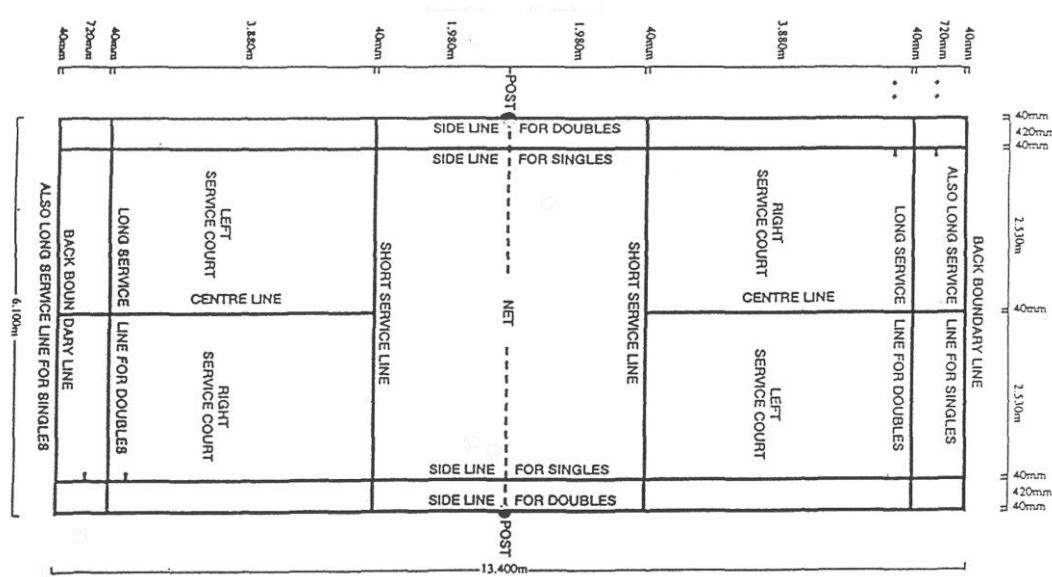 40mm
720mm
40mm
3.880m
40mm
1.980m
1.980m
40mm
3.880m
40mm
720mm
40mm
POST
* *
* *
SIDE LINE FOR DOUBLES
SIDE LINE FOR SINGLES
40mm
420mm
40mm
2.530m
40mm
2.530m
40mm
420mm
40mm
6.100m
ALSO LONG SERVICE LINE FOR SINGLES
BACK BOUNDARY LINE
LONG SERVICE LINE FOR DOUBLES
LEFT
SERVICE COURT
CENTRE LINE
RIGHT
SERVICE COURT
SHORT SERVICE LINE
NET
SHORT SERVICE LINE
RIGHT
SERVICE COURT
CENTRE LINE
LEFT
SERVICE COURT
LONG SERVICE LINE FOR DOUBLES
ALSO LONG SERVICE LINE FOR SINGLES
BACK BOUNDARY LINE
SIDE LINE FOR SINGLES
SIDE LINE FOR DOUBLES
POST
13.400m